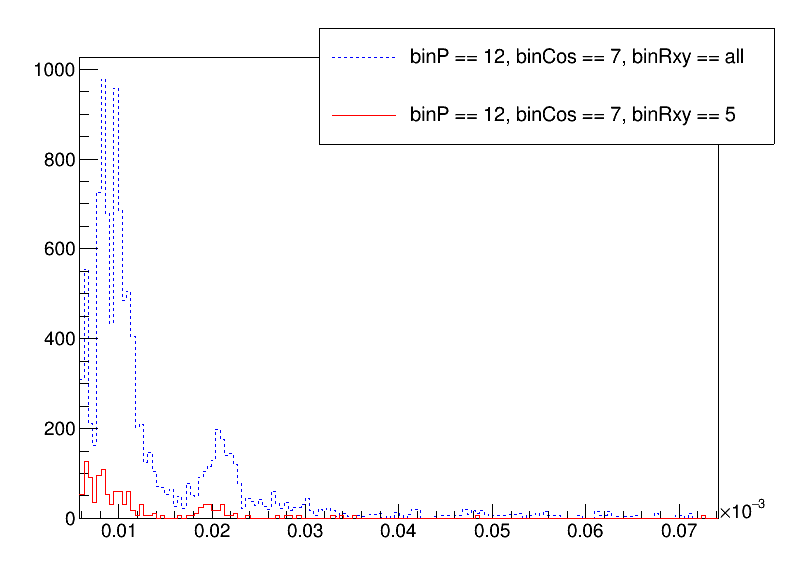 binP == 12, binCos == 7, binRxy == all
binP == 12, binCos == 7, binRxy == 5
1000
800
600
400
200
0
0.01 0.02 0.03 0.04 0.05 0.06 0.07
×10⁻³